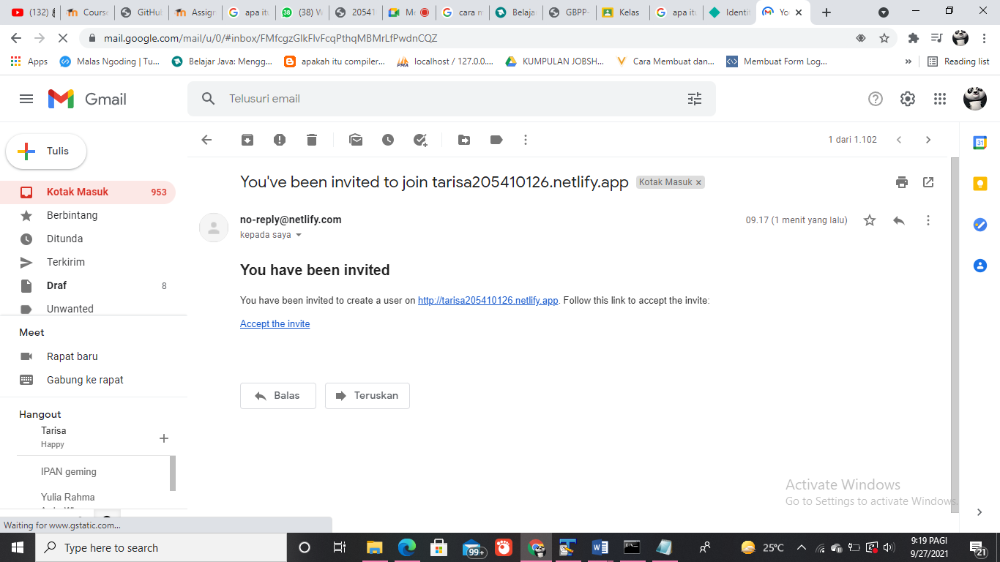 (132)
Course
GitHu
Assign
apa itu
(38) W
20541
Me
cara m
Belaja
GBPP-
Kelas
apa itu
Identi
Yo
mail.google.com/mail/u/0/#inbox/FMfcgzGlkFlvFcqPthqMBMrLfPwdnCQZ
Apps
Malas Ngoding | Tu...
Belajar Java: Mengg...
apakah itu compiler...
localhost / 127.0.0....
KUMPULAN JOBSH...
Cara Membuat dan...
Membuat Form Log...
»
Reading list
Gmail
Telusuri email
Tulis
1 dari 1.102
Kotak Masuk 953
Berbintang
Ditunda
Terkirim
Draf 8
Unwanted
Meet
Rapat baru
Gabung ke rapat
Hangout
Tarisa
Happy
IPAN geming
Yulia Rahma
You've been invited to join tarisa205410126.netlify.app Kotak Masuk ×
no-reply@netlify.com
09.17 (1 menit yang lalu)
kepada saya
You have been invited
You have been invited to create a user on http://tarisa205410126.netlify.app. Follow this link to accept the invite:
Accept the invite
Balas
Teruskan
31
Activate Windows
Go to Settings to activate Windows.
Waiting for www.gstatic.com...
Type here to search
99+
25°C
9:19 PAGI
9/27/2021
21